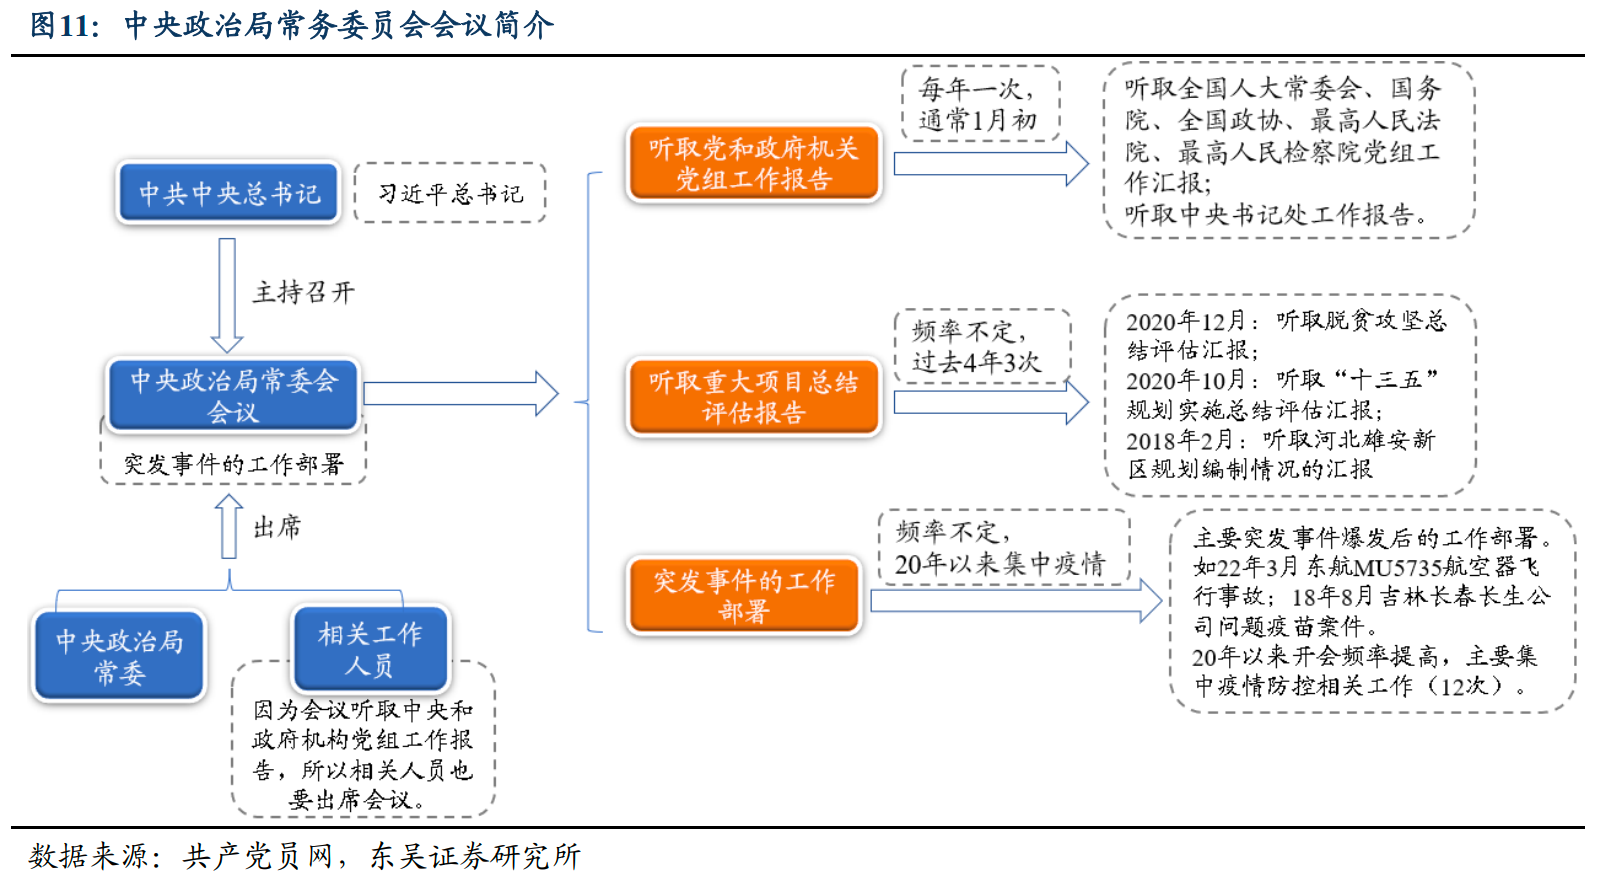 图11：中央政治局常务委员会会议简介
中共中央总书记
习近平总书记
主持召开
中央政治局常委会
会议
突发事件的工作部署
出席
中央政治局
常委
相关工作
人员
因为会议听取中央和
政府机构党组工作报
告，所以相关人员也
要出席会议。
听取党和政府机关
党组工作报告
每年一次，
通常1月初
听取全国人大常委会、国务
院、全国政协、最高人民法
院、最高人民检察院党组工
作汇报；
听取中央书记处工作报告。
听取重大项目总结
评估报告
频率不定，
过去4年3次
2020年12月：听取脱贫攻坚总
结评估汇报；
2020年10月：听取“十三五”
规划实施总结评估汇报；
2018年2月：听取河北雄安新
区规划编制情况的汇报
突发事件的工作
部署
频率不定，
20年以来集中疫情
主要突发事件爆发后的工作部署。
如22年3月东航MU5735航空器飞
行事故；18年8月吉林长春长生公
司问题疫苗案件。
20年以来开会频率提高，主要集
中疫情防控相关工作（12次）。
数据来源：共产党员网，东吴证券研究所